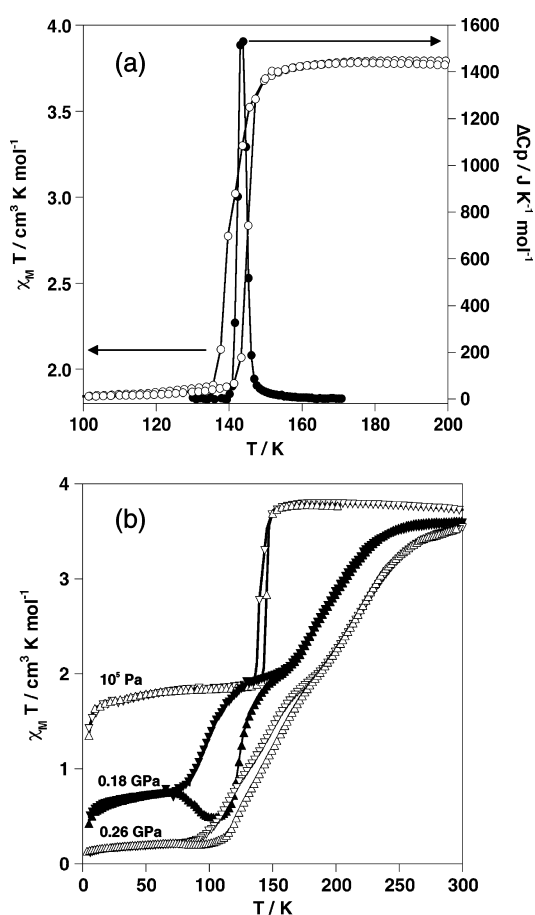 4.0
1600
(a)
1400
3.5
1200
1000
3.0
800
600
2.5
400
2.0
200
0
χM T / cm³ K mol⁻¹
ΔCp / J K⁻¹ mol⁻¹
100 120 140 160 180 200
T / K
4
(b)
3
2
10⁵ Pa
1
0.18 GPa
0.26 GPa
0
χM T / cm³ K mol⁻¹
0 50 100 150 200 250 300
T / K